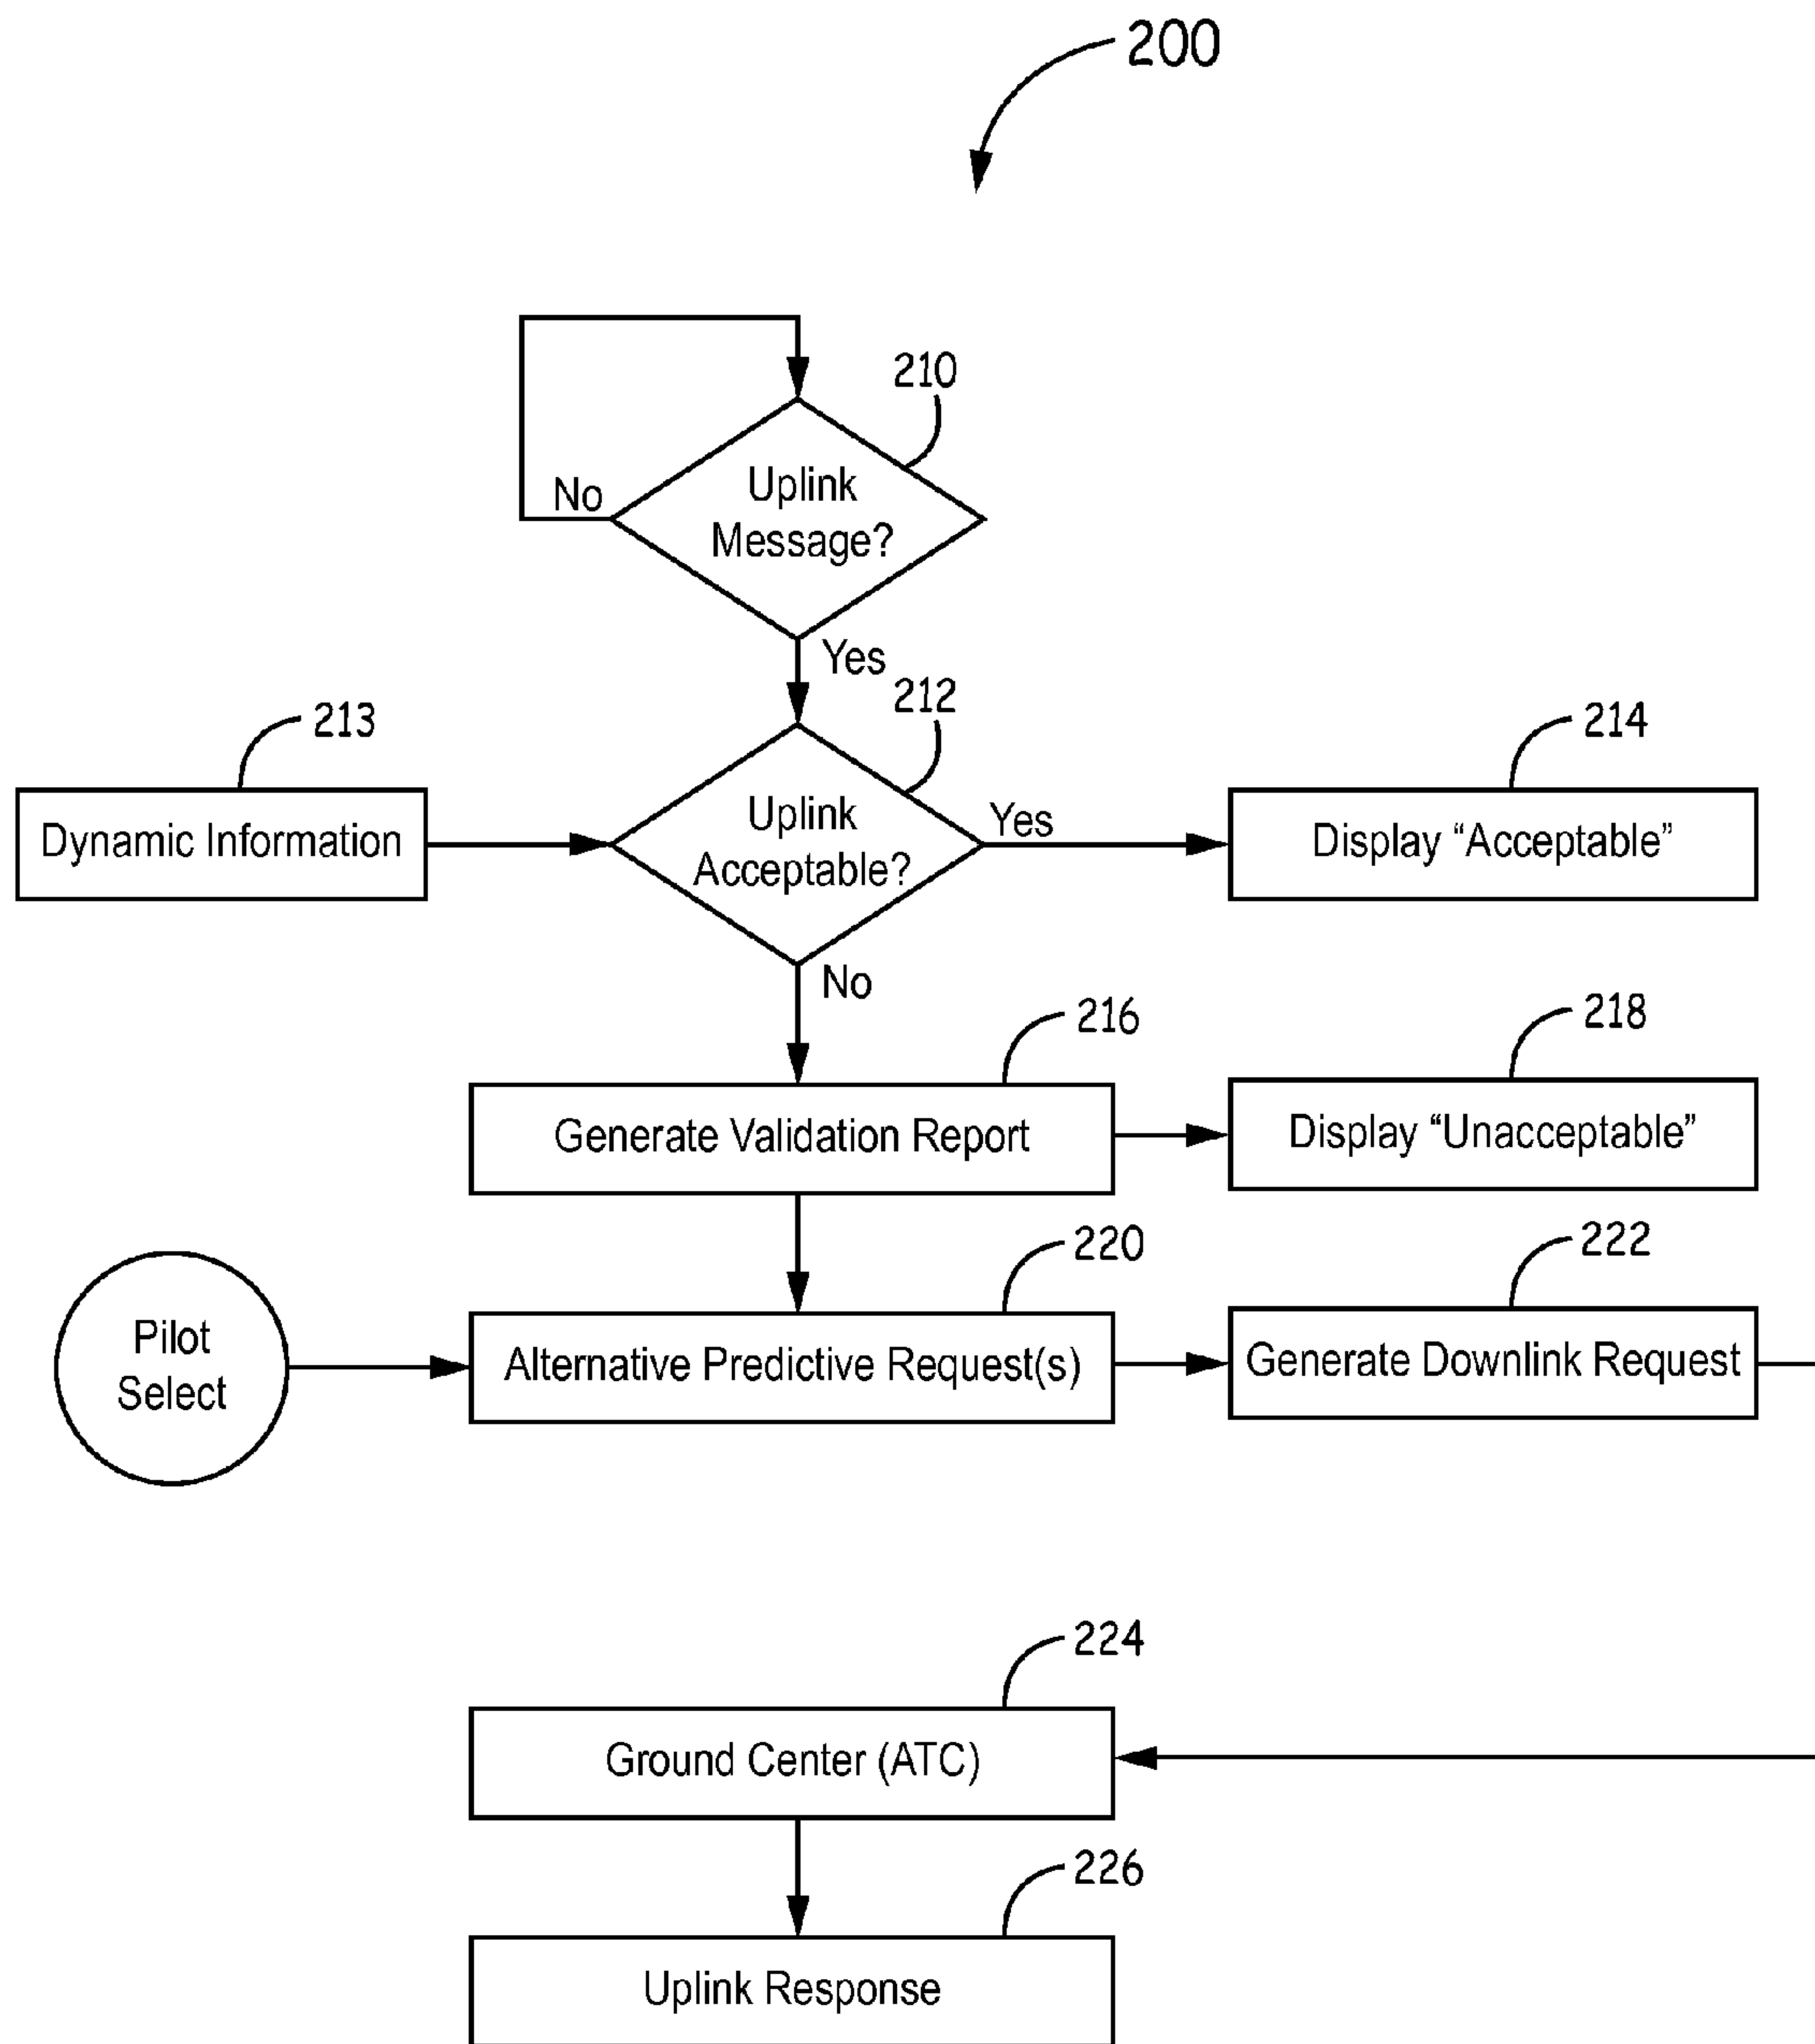 200
210
No
Uplink
Message?
Yes
212
213
214
Dynamic Information
Uplink
Acceptable?
Yes
Display “Acceptable”
No
216
218
Generate Validation Report
Display “Unacceptable”
220
222
Pilot
Select
Alternative Predictive Request(s)
Generate Downlink Request
224
Ground Center (ATC)
226
Uplink Response